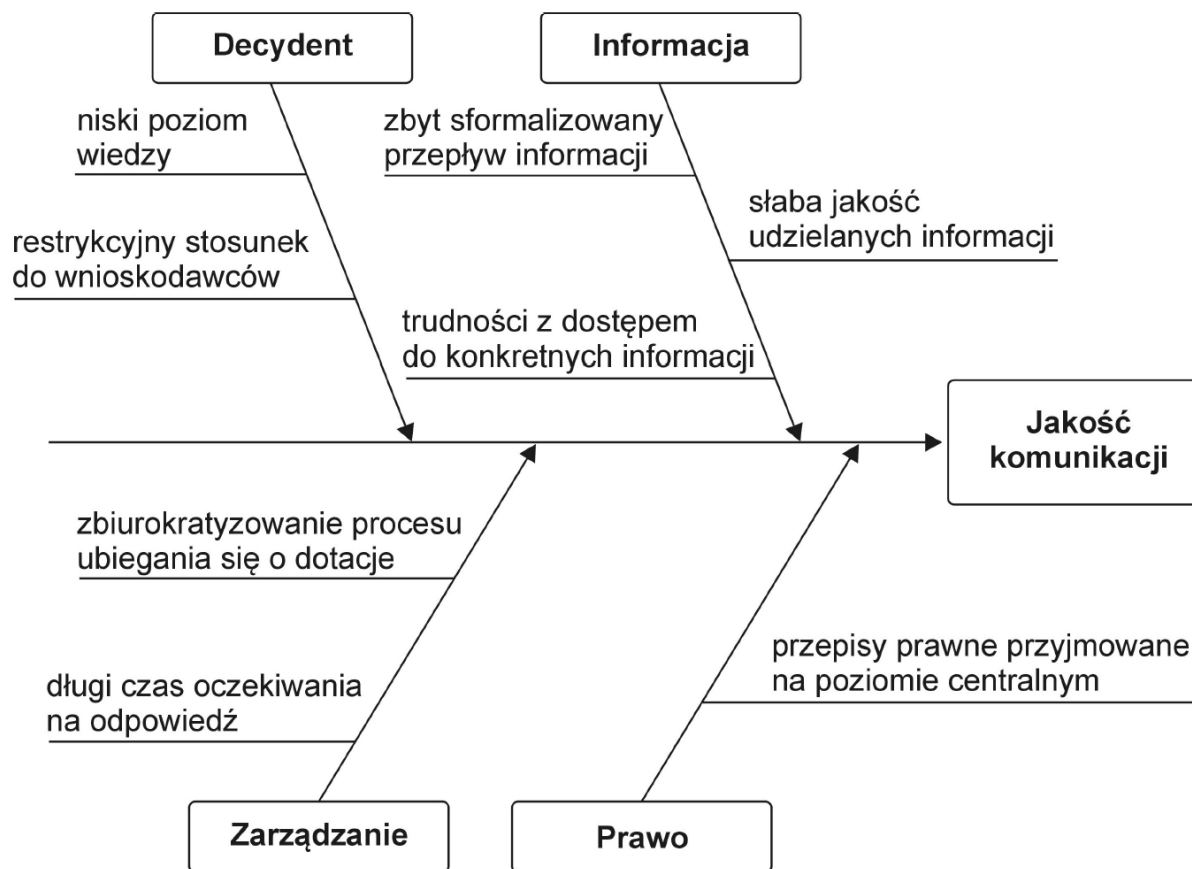 Decydent
Informacja
niski poziom
wiedzy
zbyt sformalizowany
przepływ informacji
słaba jakość
udzielanych informacji
restrykcyjny stosunek
do wnioskodawców
trudności z dostępem
do konkretnych informacji
Jakość
komunikacji
zbiurokratyzowanie procesu
ubiegania się o dotacje
przepisy prawne przyjmowane
na poziomie centralnym
długi czas oczekiwania
na odpowiedź
Zarządzanie
Prawo